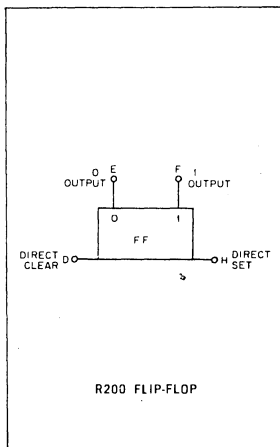 0 E F 1
OUTPUT OUTPUT
0 1
FF
DIRECT D H DIRECT
CLEAR SET
R200 FLIP-FLOP